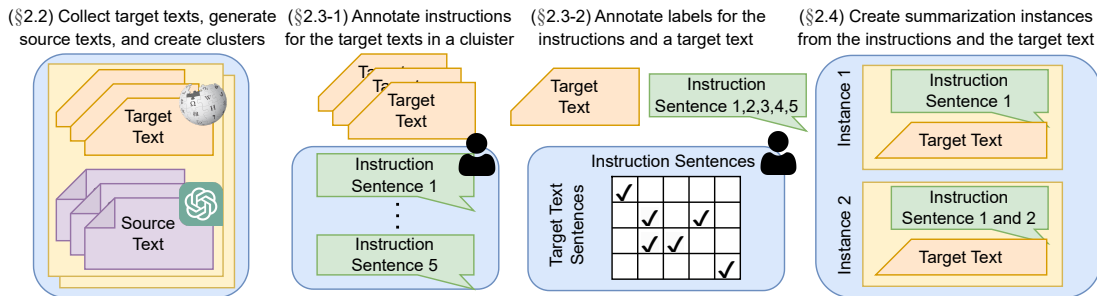 (§2.2) Collect target texts, generate
source texts, and create clusters
Target
Text
Source
Text
(§2.3-1) Annotate instructions
for the target texts in a cluister
Target
Text
Instruction
Sentence 1
Instruction
Sentence 5
(§2.3-2) Annotate labels for the
instructions and a target text
Target
Text
Instruction
Sentence 1,2,3,4,5
Instruction Sentences
Target Text
Sentences
(§2.4) Create summarization instances
from the instructions and the target text
Instance 1
Instruction
Sentence 1
Target Text
Instance 2
Instruction
Sentence 1 and 2
Target Text